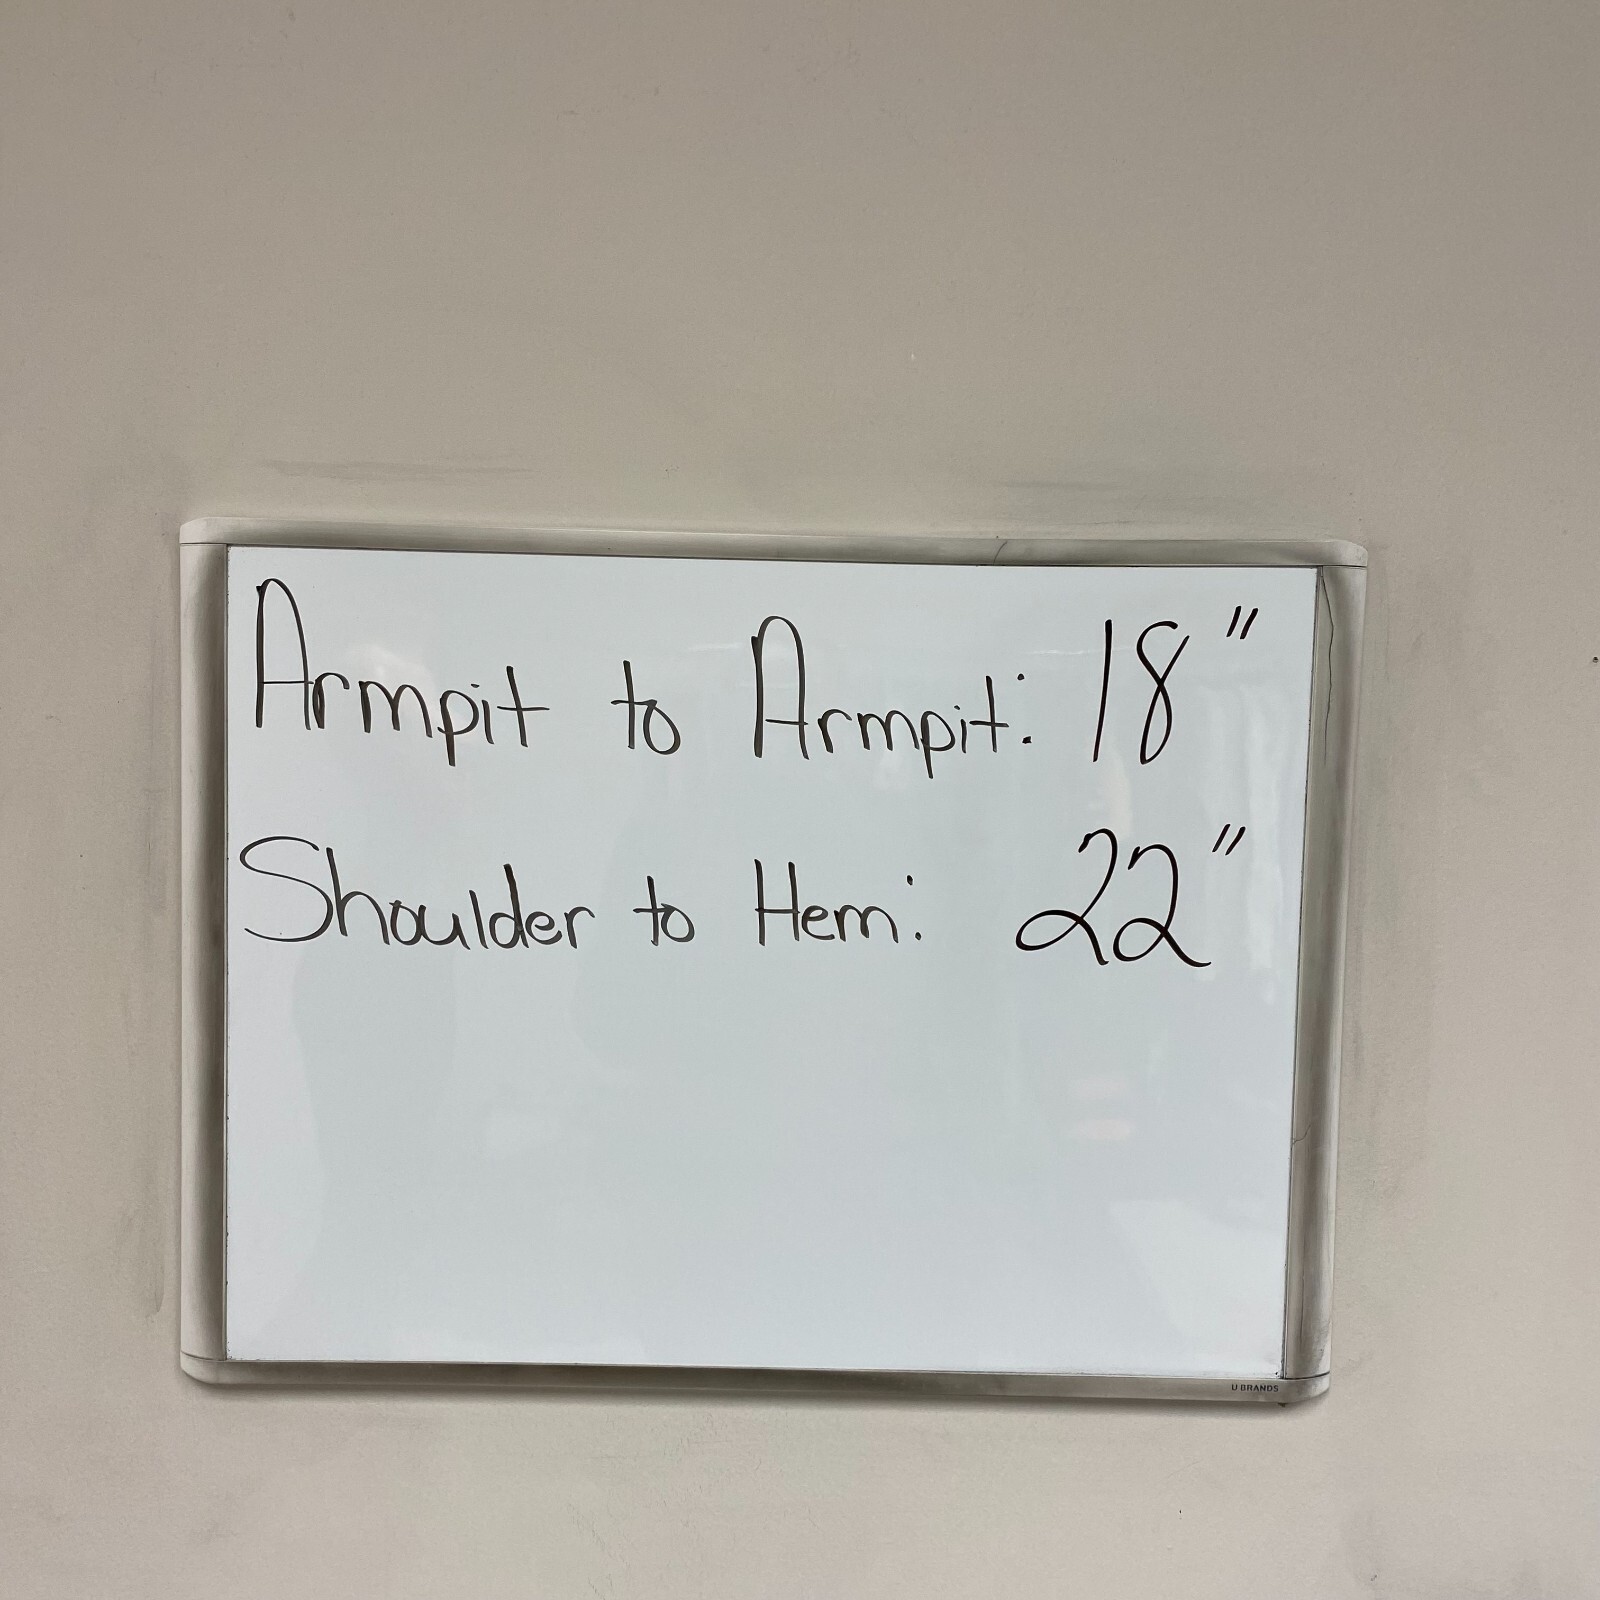 Armpit to Armpit: 18"
Shoulder to Hem: 22"
U BRANDS